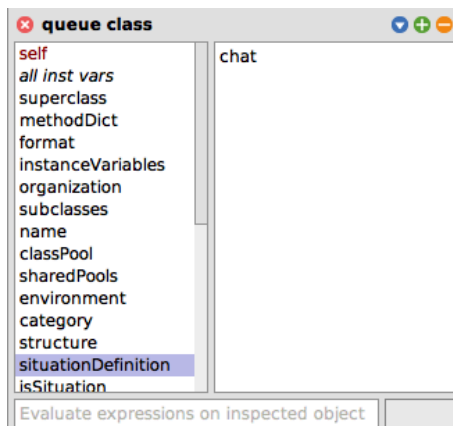 queue class
self
all inst vars
superclass
methodDict
format
instanceVariables
organization
subclasses
name
classPool
sharedPools
environment
category
structure
situationDefinition
isSituation
chat
Evaluate expressions on inspected object